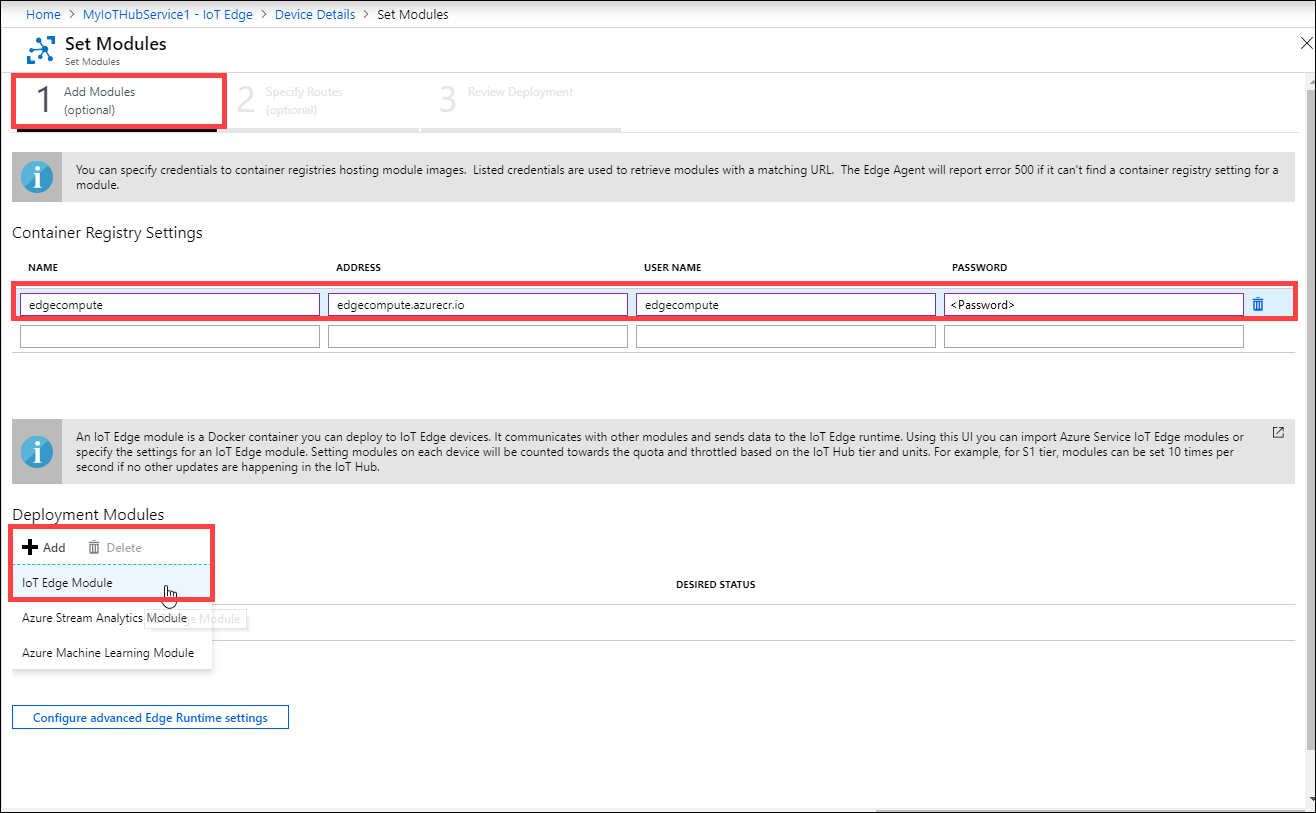 Home > MyIoTHubService1 - IoT Edge > Device Details > Set Modules
Set Modules
Set Modules
1 Add Modules
(optional)
2 Specify Routes
(optional)
3 Review Deployment
You can specify credentials to container registries hosting module images. Listed credentials are used to retrieve modules with a matching URL. The Edge Agent will report error 500 if it can't find a container registry setting for a
module.
Container Registry Settings
NAME ADDRESS USER NAME PASSWORD
edgecompute edgecompute.azurecr.io edgecompute <Password>
An IoT Edge module is a Docker container you can deploy to IoT Edge devices. It communicates with other modules and sends data to the IoT Edge runtime. Using this UI you can import Azure Service IoT Edge modules or
specify the settings for an IoT Edge module. Setting modules on each device will be counted towards the quota and throttled based on the IoT Hub tier and units. For example, for S1 tier, modules can be set 10 times per
second if no other updates are happening in the IoT Hub.
Deployment Modules
Add Delete
IoT Edge Module
DESIRED STATUS
Azure Stream Analytics Module
Azure Machine Learning Module
Configure advanced Edge Runtime settings